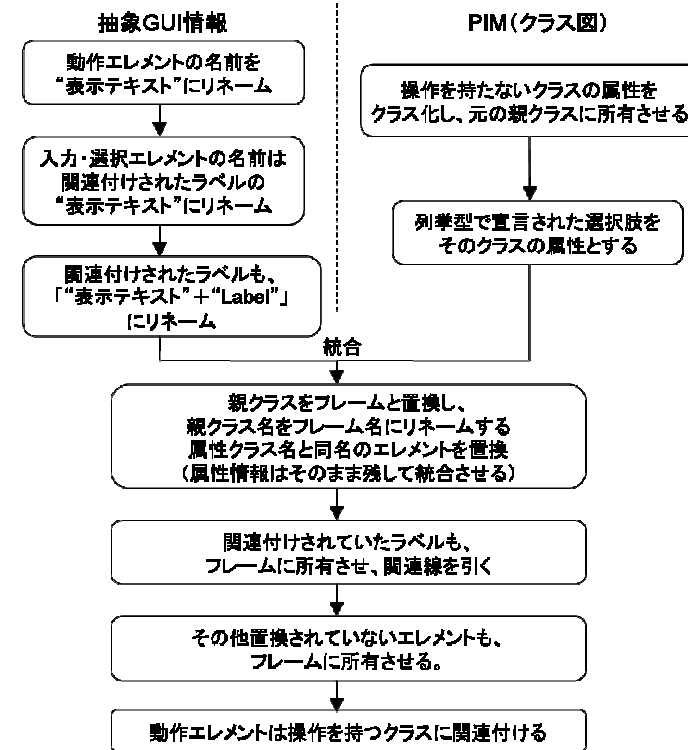 抽象GUI情報
PIM(クラス図)
動作エレメントの名前を
“表示テキスト”にリネーム
入力・選択エレメントの名前は
関連付けされたラベルの
“表示テキスト”にリネーム
関連付けされたラベルも、
「“表示テキスト”+“Label”」
にリネーム
操作を持たないクラスの属性を
クラス化し、元の親クラスに所有させる
列挙型で宣言された選択肢を
そのクラスの属性とする
統合
親クラスをフレームと置換し、
親クラス名をフレーム名にリネームする
属性クラス名と同名のエレメントを置換
(属性情報はそのまま残して統合させる)
関連付けされていたラベルも、
フレームに所有させ、関連線を引く
その他置換されていないエレメントも、
フレームに所有させる。
動作エレメントは操作を持つクラスに関連付ける